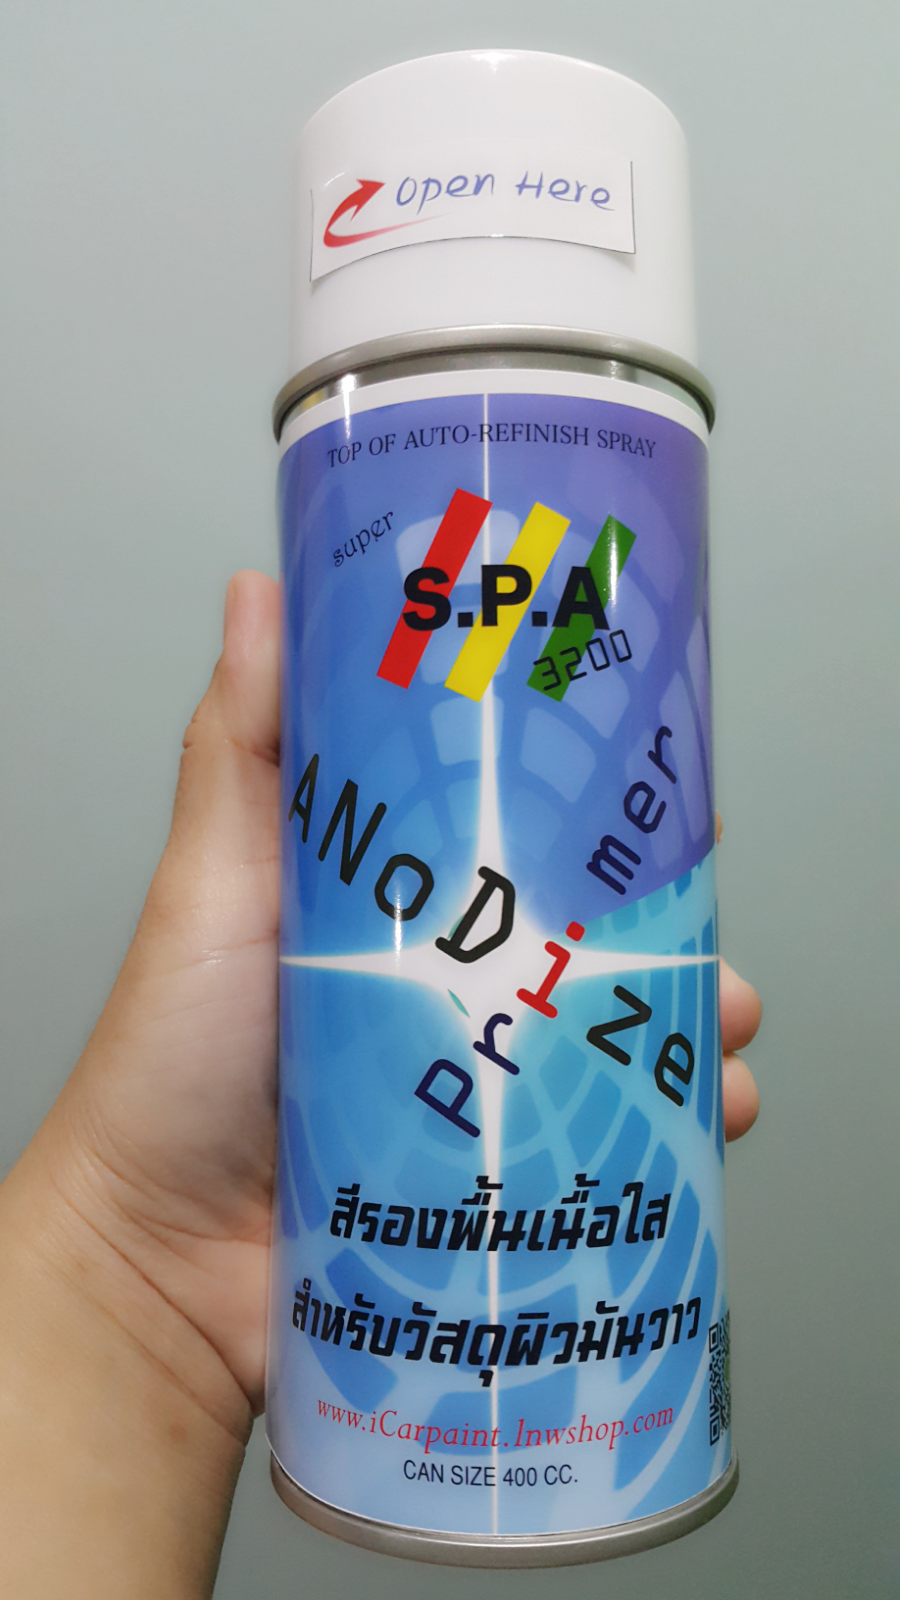 Open Here
TOP OF AUTO-REFINISH SPRAY
super
S.P.A
3200
ANoDize
Primer
สีรองพื้นเนื้อใส
สำหรับวัสดุผิวมันวาว
www.iCarpaint.lnwshop.com
CAN SIZE 400 CC.